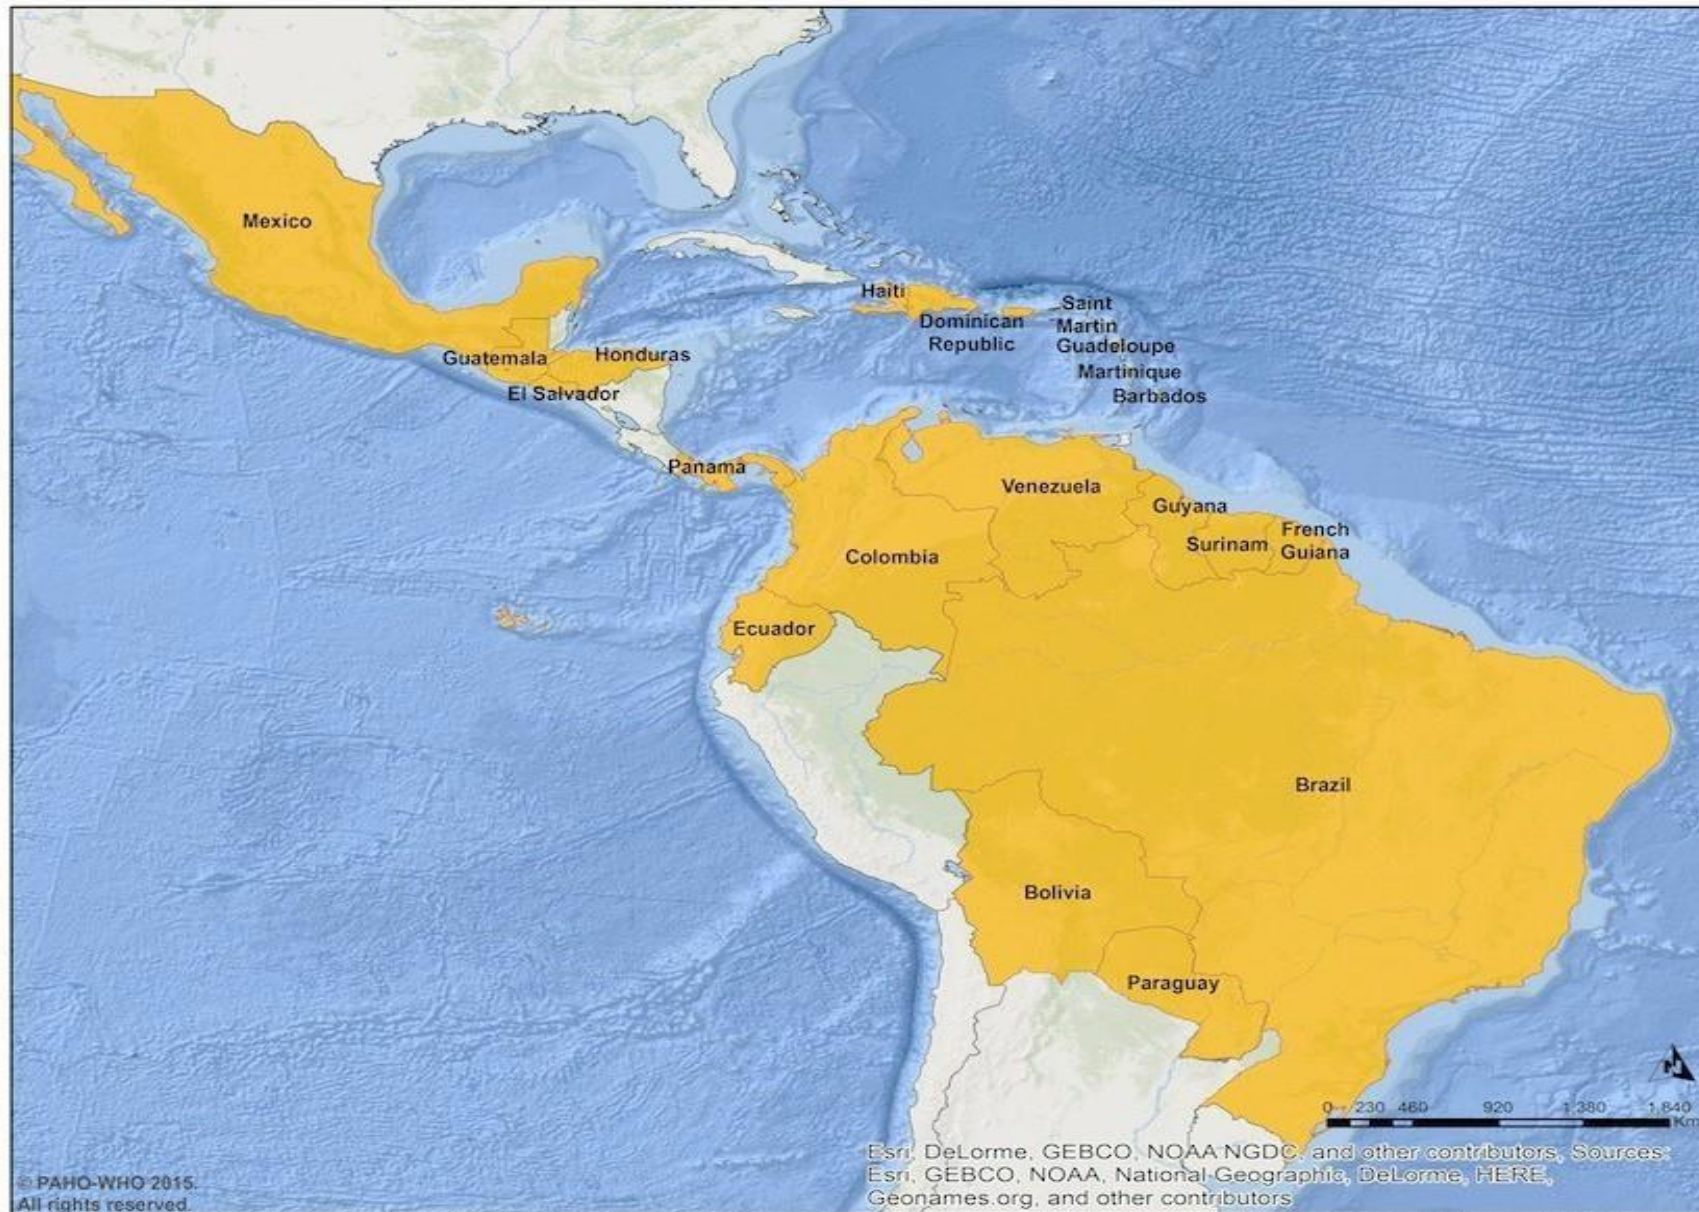 Mexico
Haiti
Dominican
Republic
Saint
Martin
Guadeloupe
Martinique
Barbados
Guatemala
Honduras
El Salvador
Panama
Venezuela
Guyana
Surinam
French
Guiana
Colombia
Ecuador
Brazil
Bolivia
Paraguay
N
0 230 460 920 1.380 1.840
Km
Esri, DeLorme, GEBCO, NOAA NGDC, and other contributors, Sources:
Esri, GEBCO, NOAA, National Geographic, DeLorme, HERE,
Geonames.org, and other contributors
© PAHO-WHO 2015.
All rights reserved.